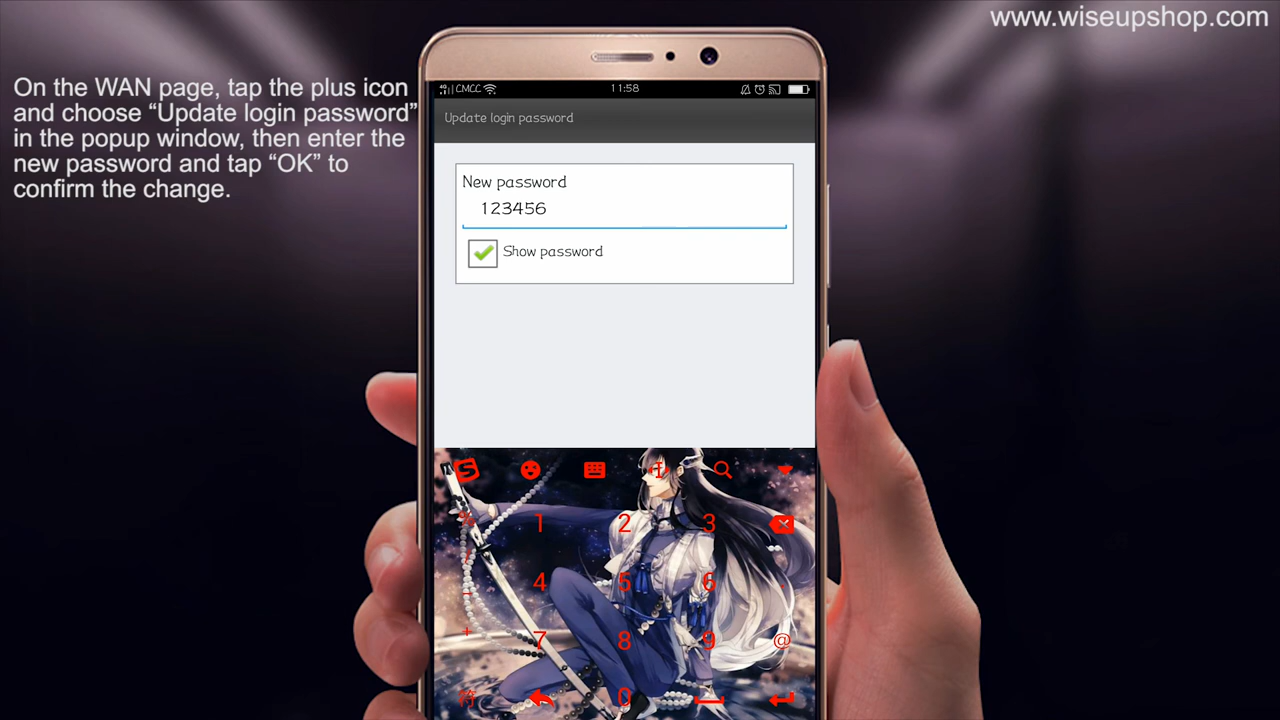 www.wiseupshop.com
On the WAN page, tap the plus icon
and choose “Update login password”
in the popup window, then enter the
new password and tap “OK” to
confirm the change.
CMCC
11:58
Update login password
New password
123456
Show password
% 1 2 3
/ 4 5 6
- 
+ 7 8 9 @
符 0